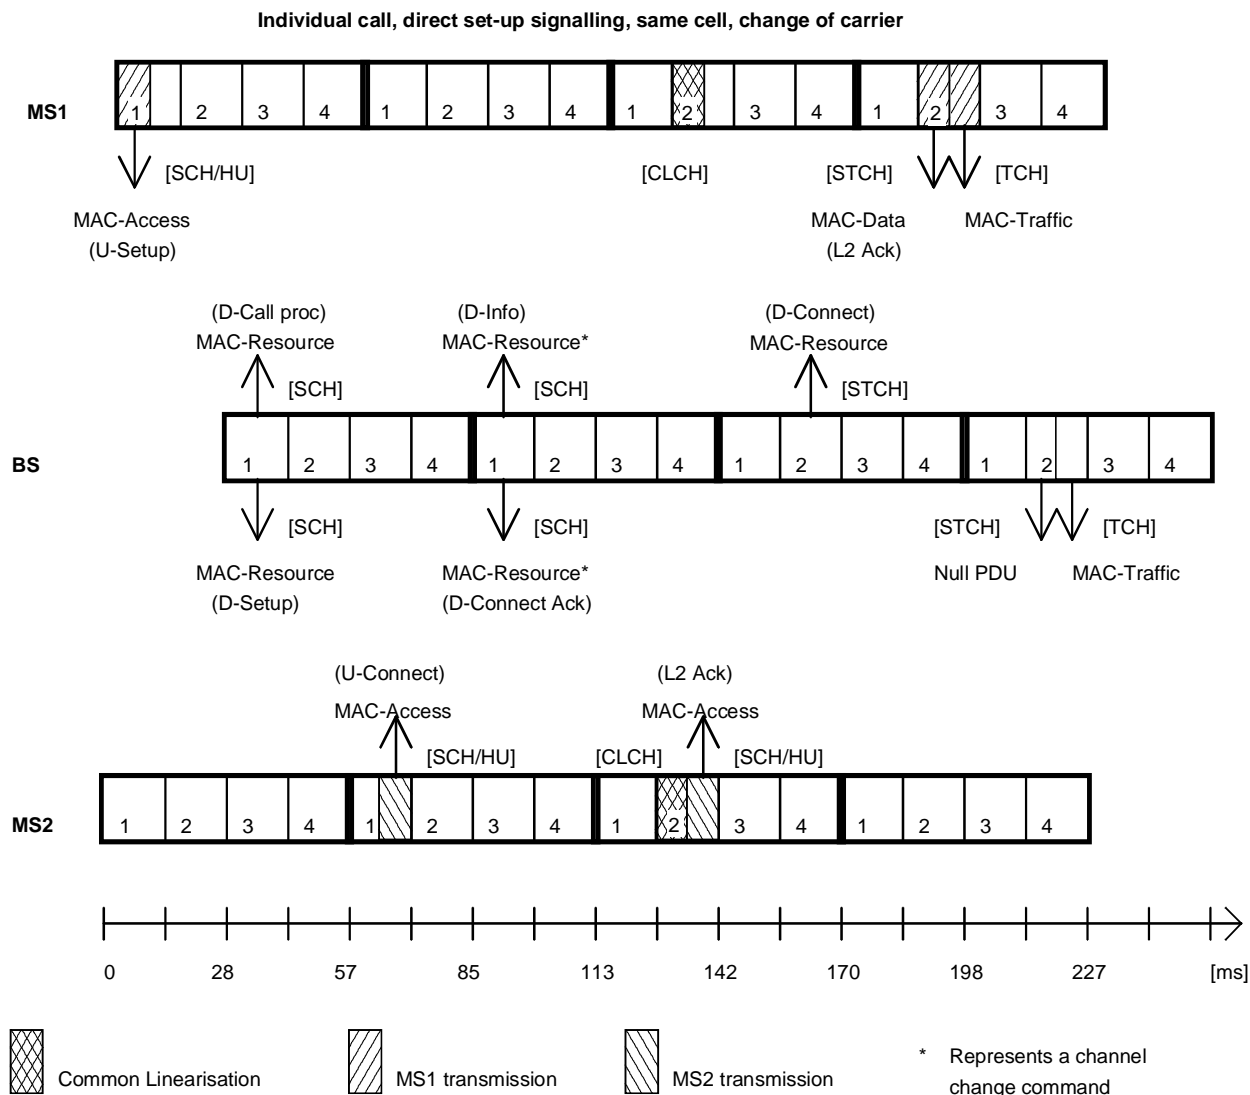 Individual call, direct set-up signalling, same cell, change of carrier
MS1
1 2 3 4 1 2 3 4 1 2 3 4 1 2 3 4
[SCH/HU] [CLCH] [STCH] [TCH]
MAC-Access MAC-Data MAC-Traffic
(U-Setup) (L2 Ack)
(D-Call proc) (D-Info) (D-Connect)
MAC-Resource MAC-Resource* MAC-Resource
[SCH] [SCH] [STCH]
BS
1 2 3 4 1 2 3 4 1 2 3 4 1 2 3 4
[SCH] [SCH] [STCH] [TCH]
MAC-Resource MAC-Resource* Null PDU MAC-Traffic
(D-Setup) (D-Connect Ack)
(U-Connect) (L2 Ack)
MAC-Access MAC-Access
[SCH/HU] [CLCH] [SCH/HU]
MS2
1 2 3 4 1 2 3 4 1 2 3 4 1 2 3 4
0 28 57 85 113 142 170 198 227 [ms]
Common Linearisation MS1 transmission MS2 transmission * Represents a channel
change command